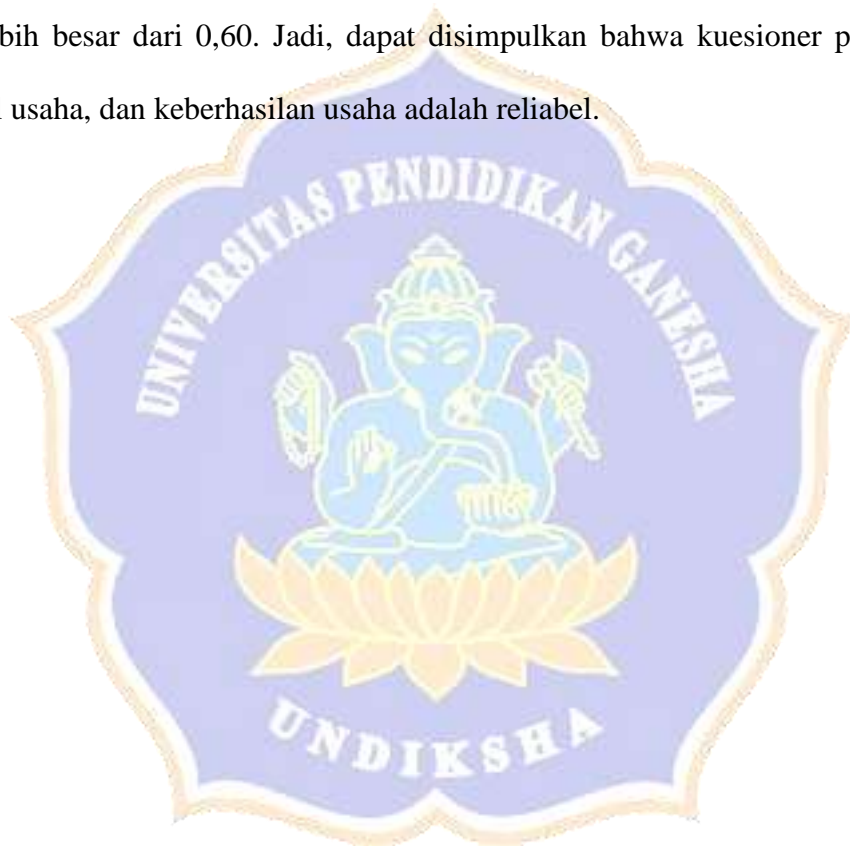 bih besar dari 0,60. Jadi, dapat disimpulkan bahwa kuesioner p
usaha, dan keberhasilan usaha adalah reliabel.
UNIVERSITAS PENDIDIKAN GANESHA
UNDIKSHA